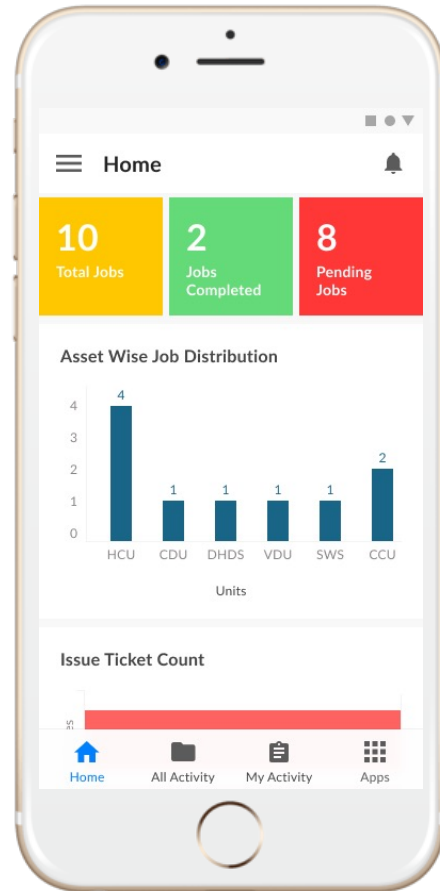 Home
10
Total Jobs
2
Jobs
Completed
8
Pending
Jobs
Asset Wise Job Distribution
4
4
3
2
2
1
1
1
1
1
0
HCU CDU DHDS VDU SWS CCU
Units
Issue Ticket Count
Home All Activity My Activity Apps